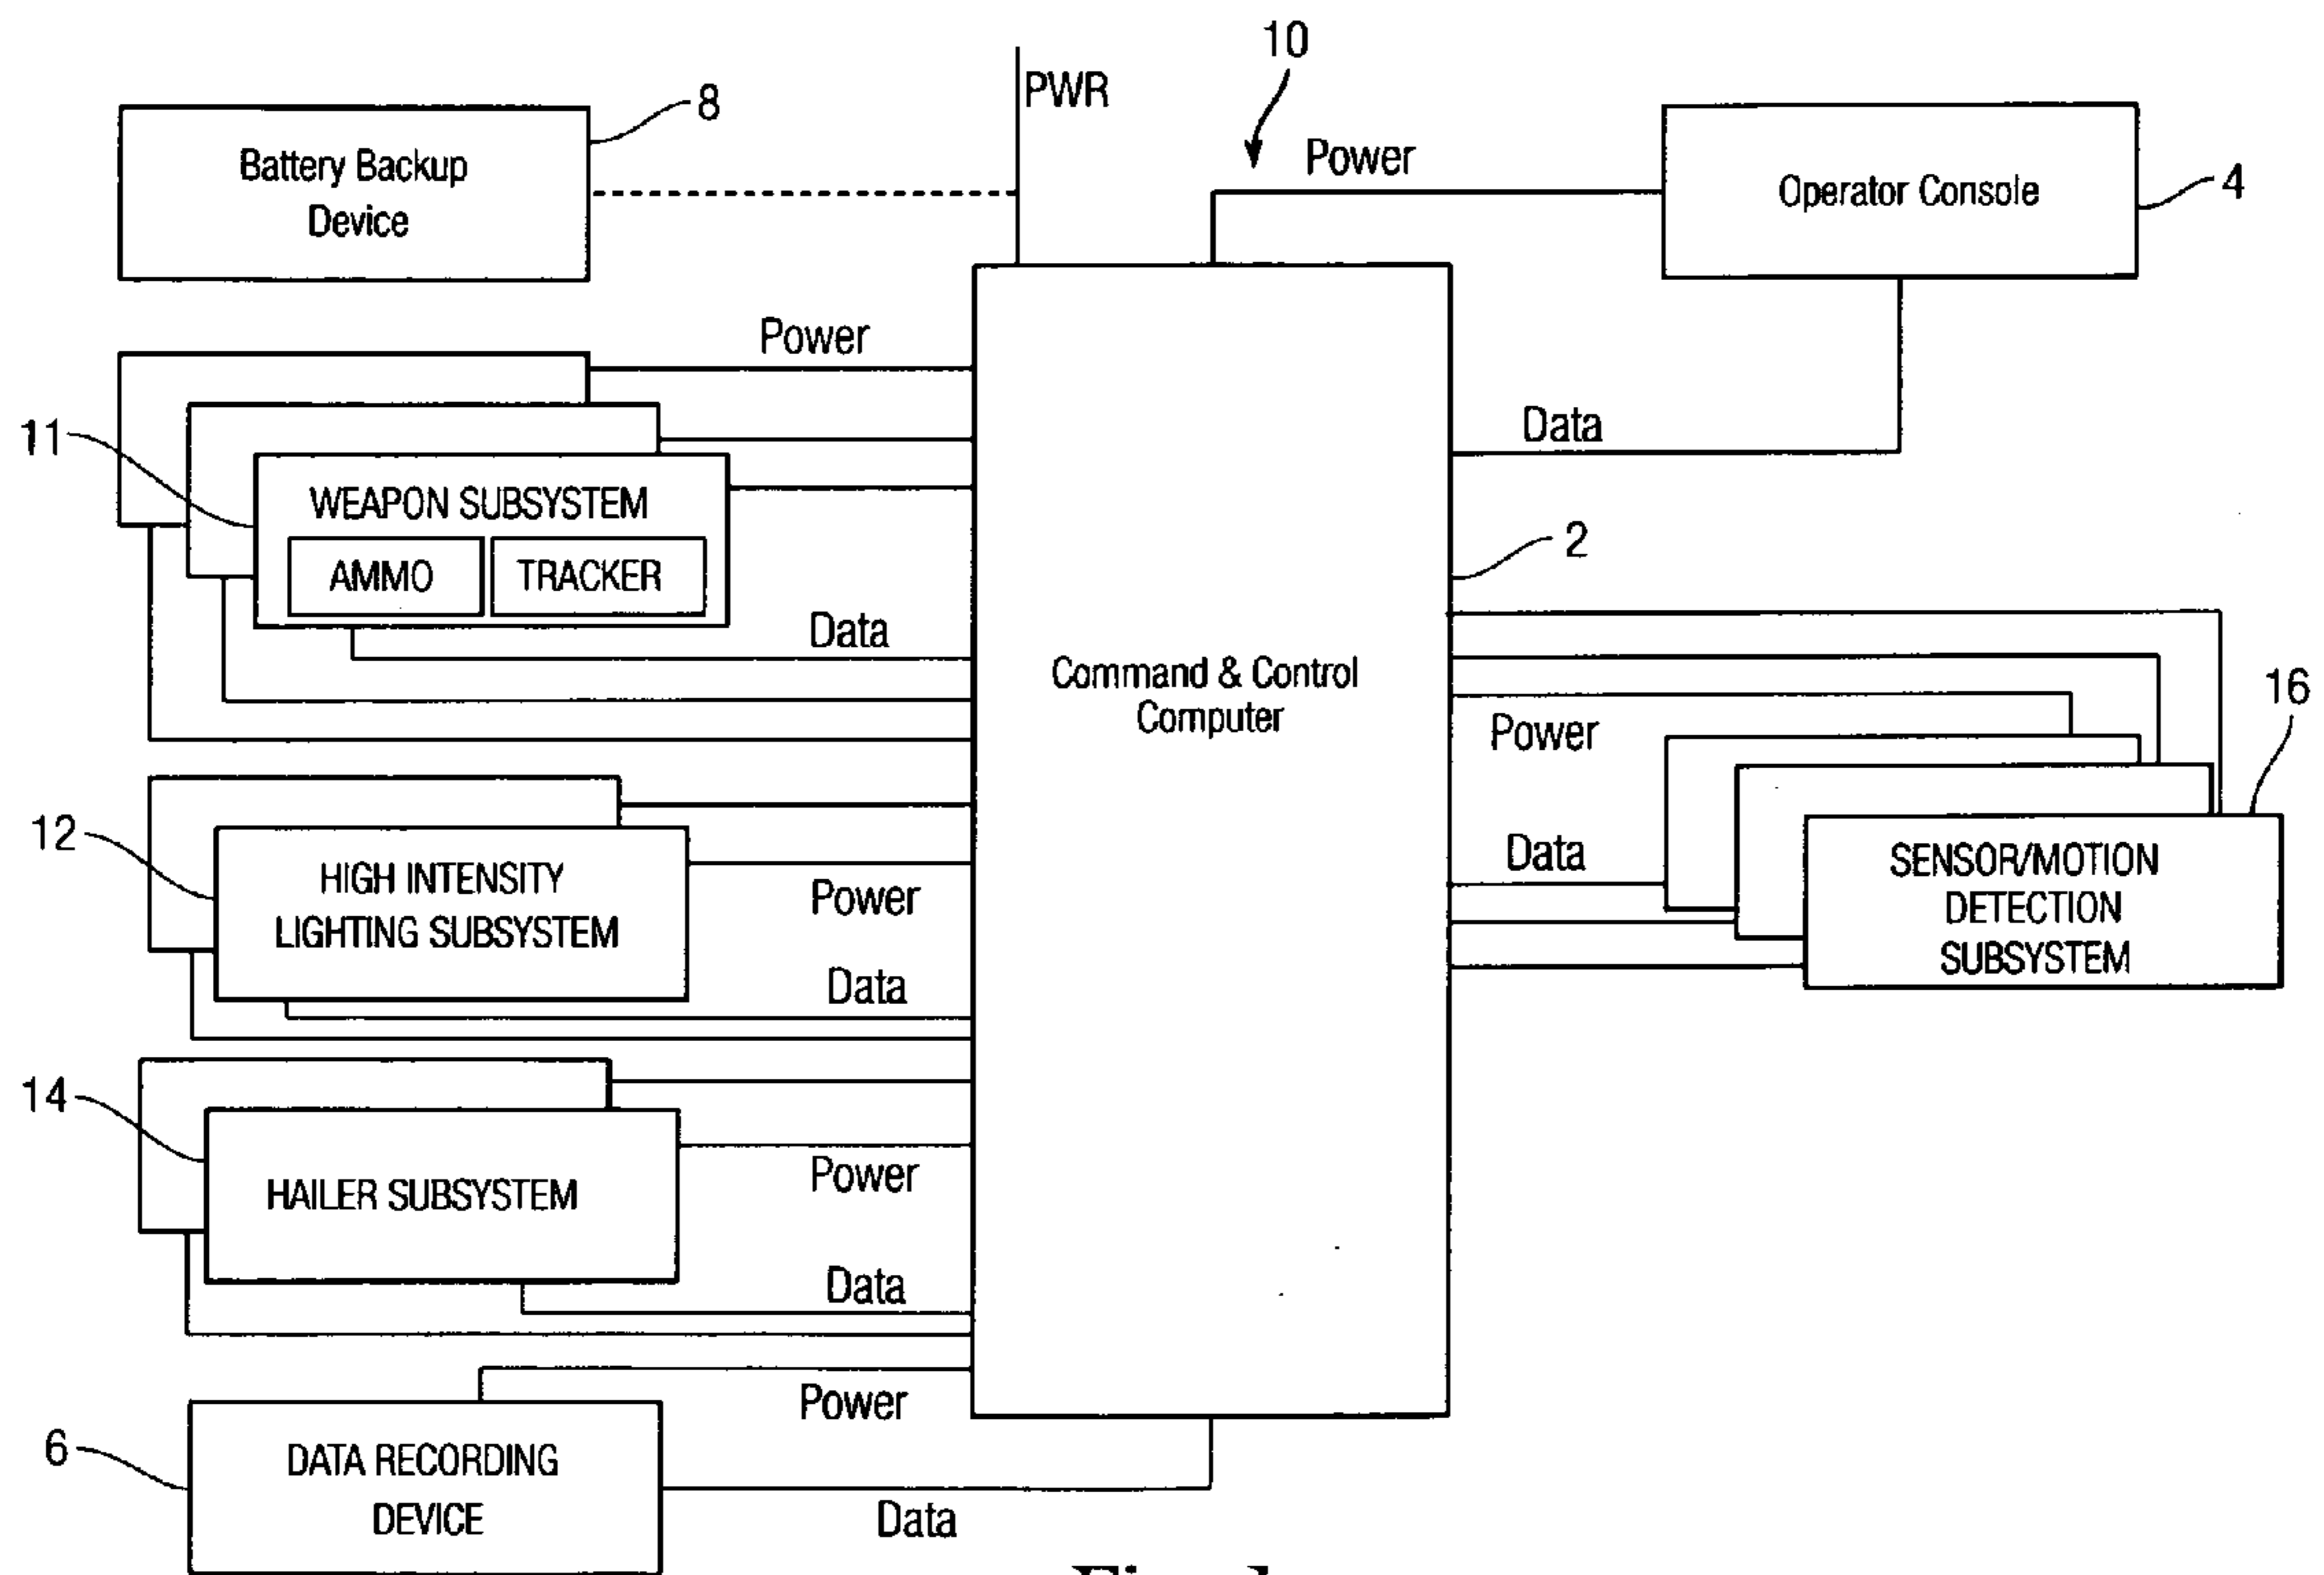 10
PWR
8
Battery Backup
Device
Power
Operator Console
4
Power
11
WEAPON SUBSYSTEM
AMMO
TRACKER
Data
Data
2
Command & Control
Computer
16
Power
12
HIGH INTENSITY
LIGHTING SUBSYSTEM
Power
Data
Data
SENSOR/MOTION
DETECTION
SUBSYSTEM
14
HAILER SUBSYSTEM
Power
Data
6
DATA RECORDING
DEVICE
Power
Data